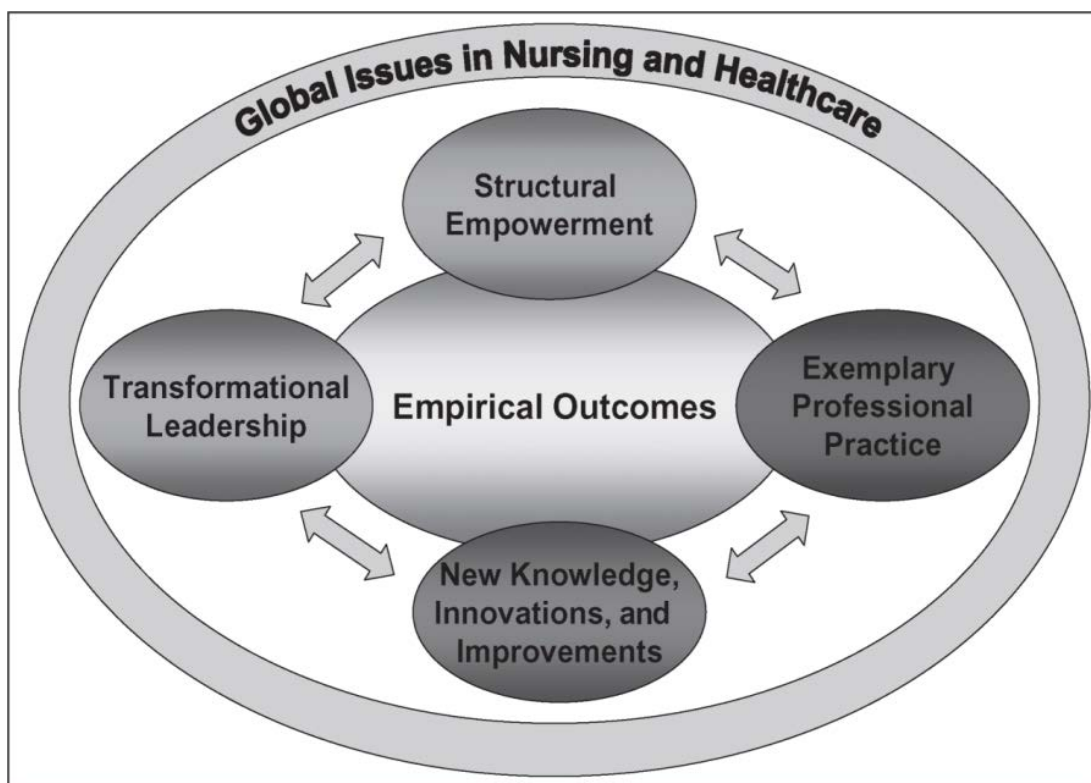 Global Issues in Nursing and Healthcare
Structural
Empowerment
Transformational
Leadership
Empirical Outcomes
Exemplary
Professional
Practice
New Knowledge,
Innovations, and
Improvements